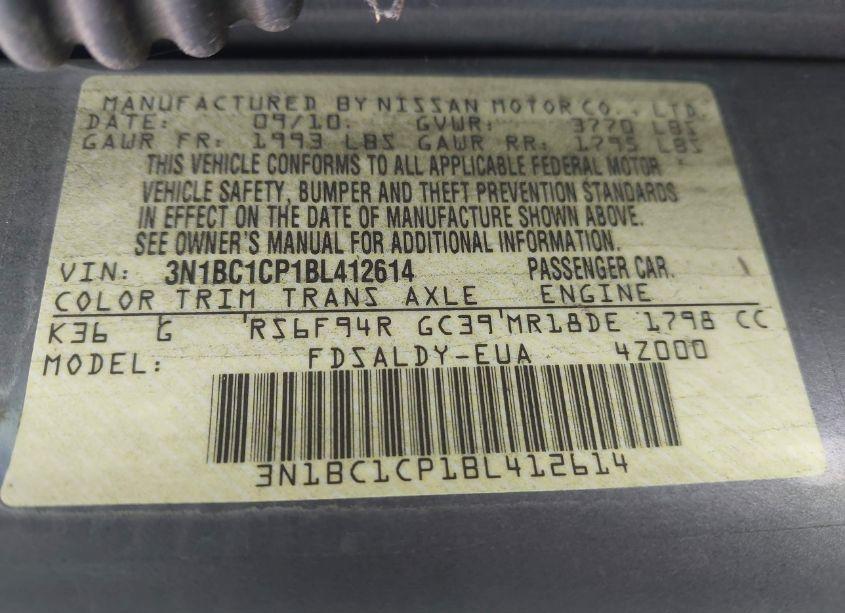 MANUFACTURED BY NISSAN MOTOR CO., LTD.
DATE: 09/10. GVWR: 3770 LBS
GAWR FR: 1993 LBS GAWR RR: 1795 LBS
THIS VEHICLE CONFORMS TO ALL APPLICABLE FEDERAL MOTOR
VEHICLE SAFETY, BUMPER AND THEFT PREVENTION STANDARDS
IN EFFECT ON THE DATE OF MANUFACTURE SHOWN ABOVE.
SEE OWNER'S MANUAL FOR ADDITIONAL INFORMATION.
VIN: 3N1BC1CP1BL412614 PASSENGER CAR.
COLOR TRIM TRANS AXLE ENGINE
K36 G RS6F94R GC39 MR18DE 1798 CC
MODEL: FDSALDY-EUA 4Z000
3N1BC1CP1BL412614